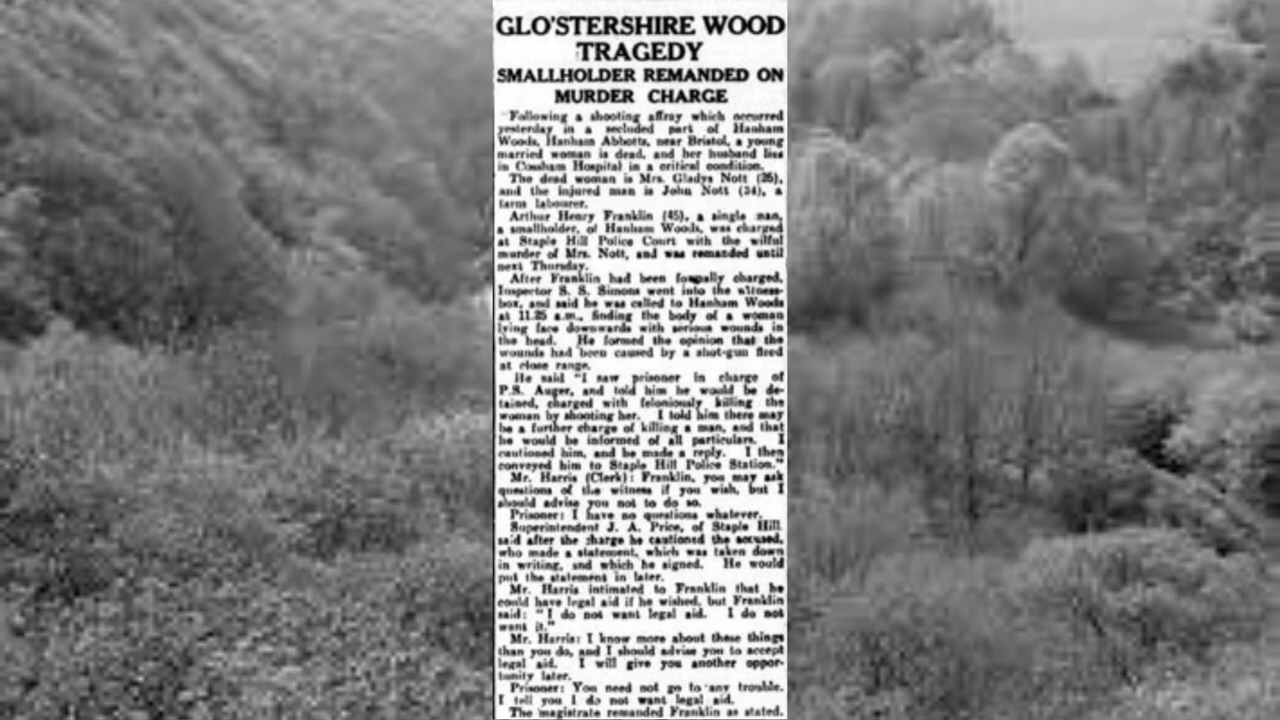 GLO'STERSHIRE WOOD
TRAGEDY
SMALLHOLDER REMANDED ON
MURDER CHARGE
"Following a shooting affray which occurred
yesterday in a secluded part of Hanham
Woods, Hanham Abbotts, near Bristol, a young
married woman is dead, and her husband lies
in Cossham Hospital in a critical condition.
The dead woman is Mrs. Gladys Nott
and the injured man is John Nott a
farm labourer.
Arthur Henry Franklin (45), a single man,
a smallholder, of Hanham Woods, was charged
at Staple Hill Police Court with the wilful
murder of Mrs. Nott, and was remanded until
next Thursday.
After Franklin had been formally charged,
Inspector S. S. Simons went into the witness-
box, and said he was called to Hanham Woods
at 11.25 a.m., finding the body of a woman
lying face downwards with serious wounds in
the head. He formed the opinion that the
wounds had been caused by a shot-gun fired
at close range.
He said "I saw prisoner in charge of
P.S. Auger, and told him he would be de-
tained, charged with feloniously killing the
woman by shooting her. I told him there may
be a further charge of killing a man, and that
he would be informed of all particulars. I
cautioned him, and he made a reply. I then
conveyed him to Staple Hill Police Station."
Mr. Harris (Clerk): Franklin, you may ask
questions of the witness if you wish, but I
should advise you not to do so.
Prisoner: I have no questions whatever.
Superintendent J. A. Price, of Staple Hill
said after the charge he cautioned the accused,
who made a statement, which was taken down
in writing, and which he signed. He would
put the statement in later.
Mr. Harris intimated to Franklin that he
could have legal aid if he wished, but Franklin
said: "I do not want legal aid. I do not
want it."
Mr. Harris: I know more about these things
than you do, and I should advise you to accept
legal aid. I will give you another oppor-
tunity later.
Prisoner: You need not go to any trouble.
I tell you I do not want legal aid.
The magistrate remanded Franklin as stated.